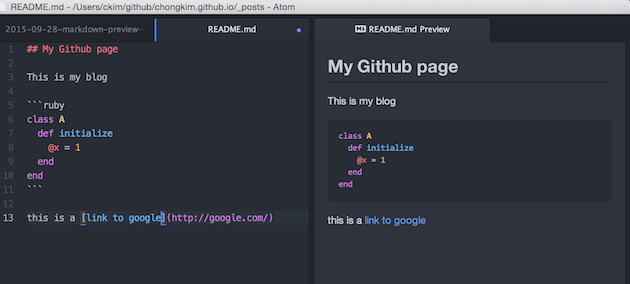 README.md - /Users/ckim/github/chongkim.github.io/_posts - Atom
2015-09-28-markdown-preview-
README.md
README.md Preview
1 ## My Github page
2
3 This is my blog
4
5 ```ruby
6 class A
7   def initialize
8     @x = 1
9   end
10 end
11 ```
12
13 this is a [link to google](http://google.com/)
My Github page
This is my blog
class A
  def initialize
    @x = 1
  end
end
this is a link to google